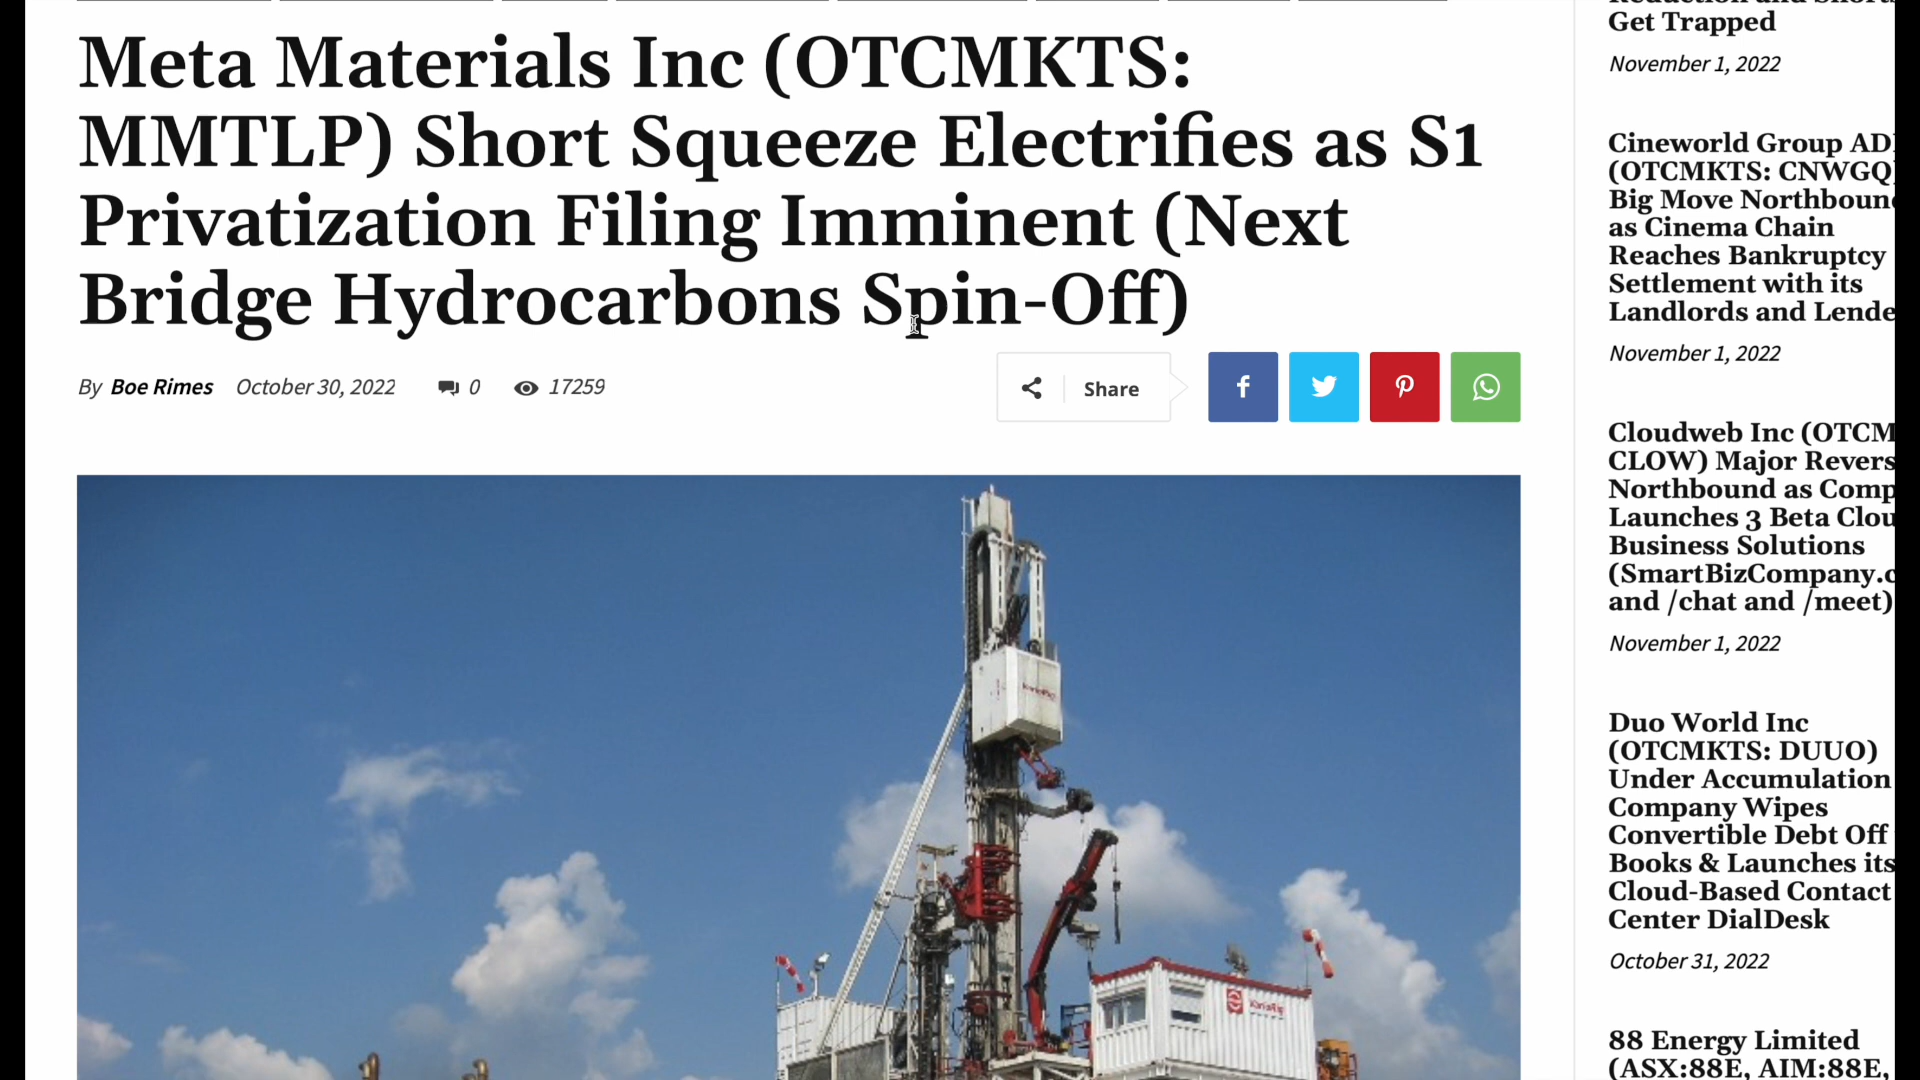 Meta Materials Inc (OTCMKTS:
MMTLP) Short Squeeze Electrifies as S1
Privatization Filing Imminent (Next
Bridge Hydrocarbons Spin-Off)
By Boe Rimes October 30, 2022 0 17259
Share
Get Trapped
November 1, 2022
Cineworld Group AD
(OTCMKTS: CNWGQ)
Big Move Northboun
as Cinema Chain
Reaches Bankruptcy
Settlement with its
Landlords and Lende
November 1, 2022
Cloudweb Inc (OTCM
CLOW) Major Revers
Northbound as Comp
Launches 3 Beta Clou
Business Solutions
(SmartBizCompany.c
and /chat and /meet)
November 1, 2022
Duo World Inc
(OTCMKTS: DUUO)
Under Accumulation
Company Wipes
Convertible Debt Off
Books & Launches its
Cloud-Based Contact
Center DialDesk
October 31, 2022
88 Energy Limited
(ASX:88E, AIM:88E,